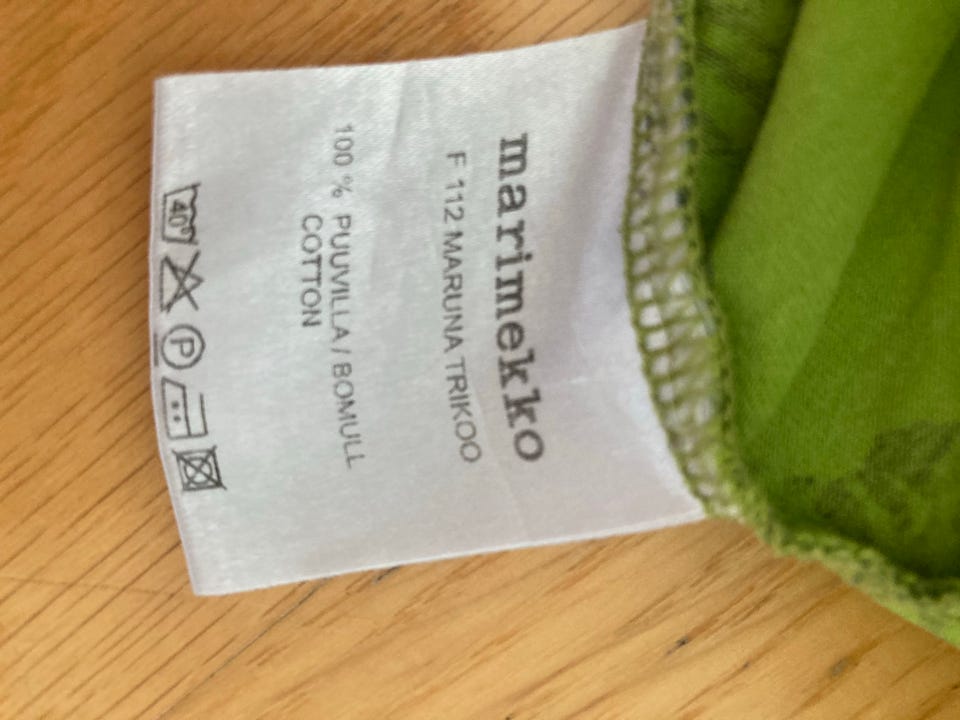 marimekko
F 112 MARUNA TRIKOO
100 % PUUVILLA / BOMULL
COTTON
40° P